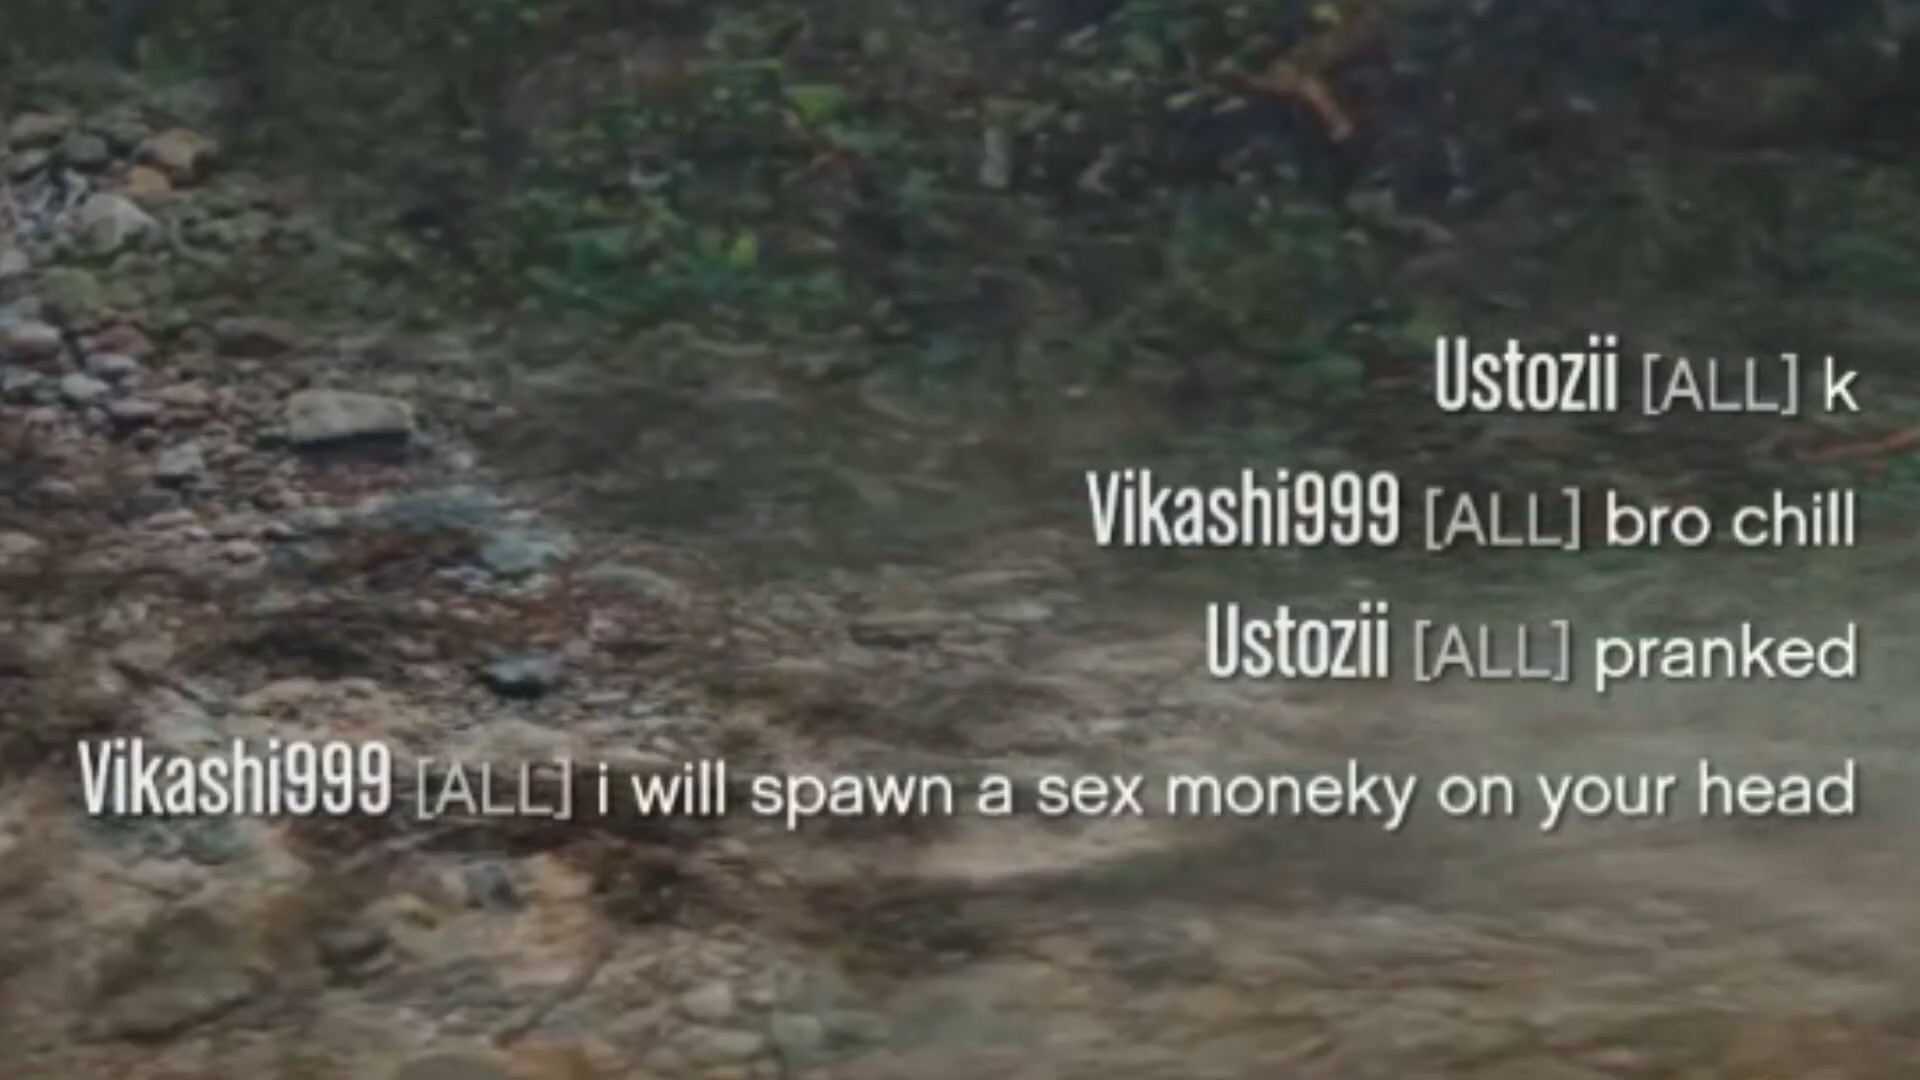 Ustozii [ALL] k
Vikashi999 [ALL] bro chill
Ustozii [ALL] pranked
Vikashi999 [ALL] i will spawn a sex moneky on your head